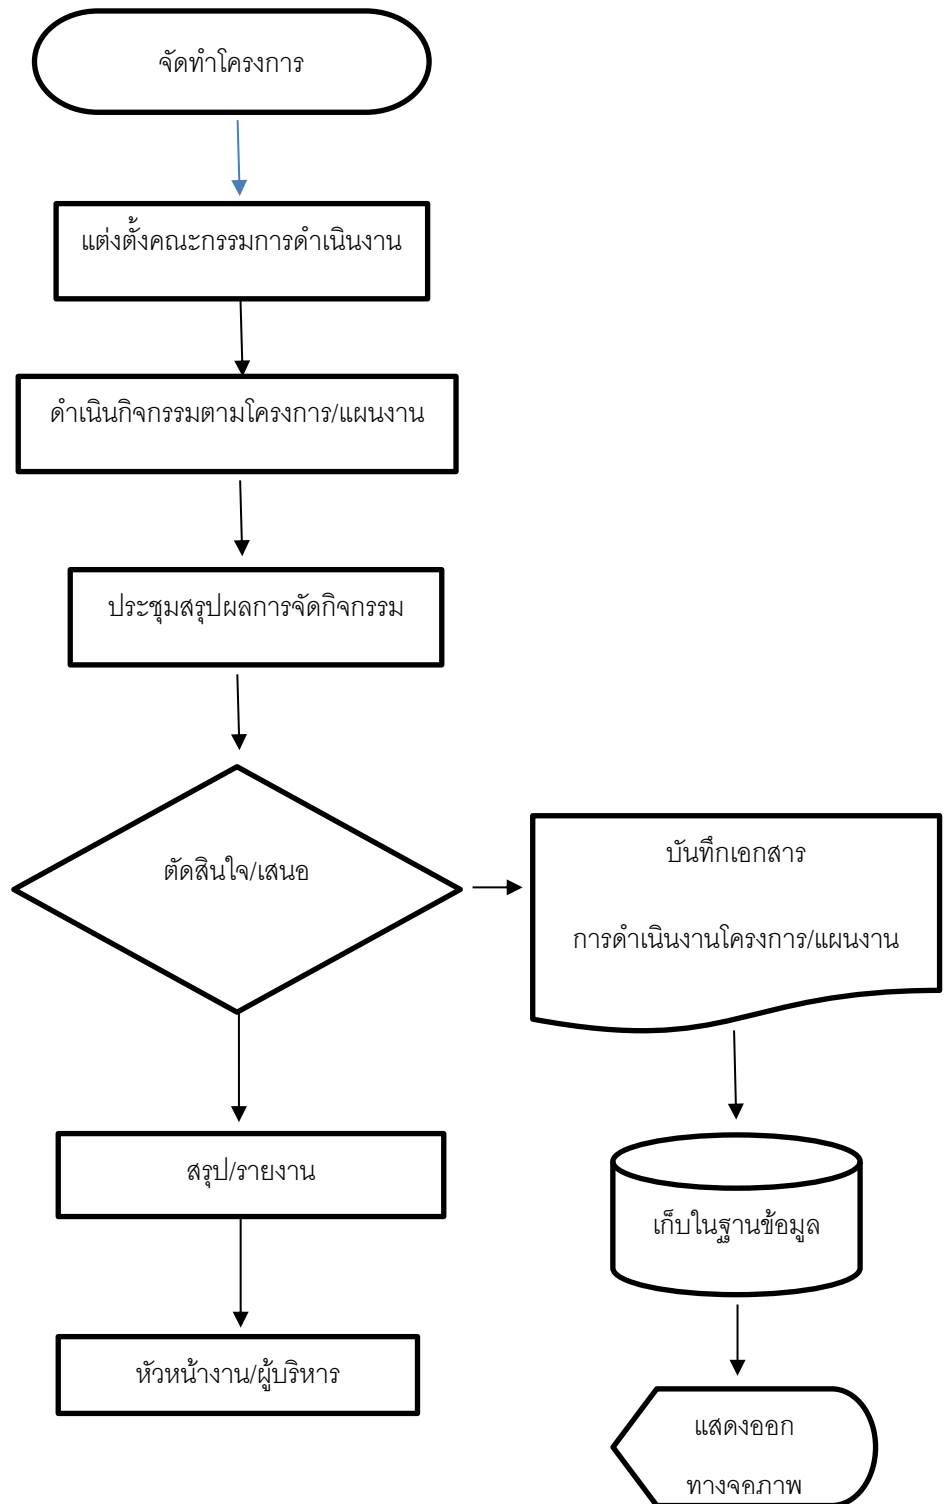 จัดทำโครงการ
แต่งตั้งคณะกรรมการดำเนินงาน
ดำเนินกิจกรรมตามโครงการ/แผนงาน
ประชุมสรุปผลการจัดกิจกรรม
ตัดสินใจ/เสนอ
บันทึกเอกสาร
การดำเนินงานโครงการ/แผนงาน
สรุป/รายงาน
เก็บในฐานข้อมูล
หัวหน้างาน/ผู้บริหาร
แสดงออก
ทางจอภาพ